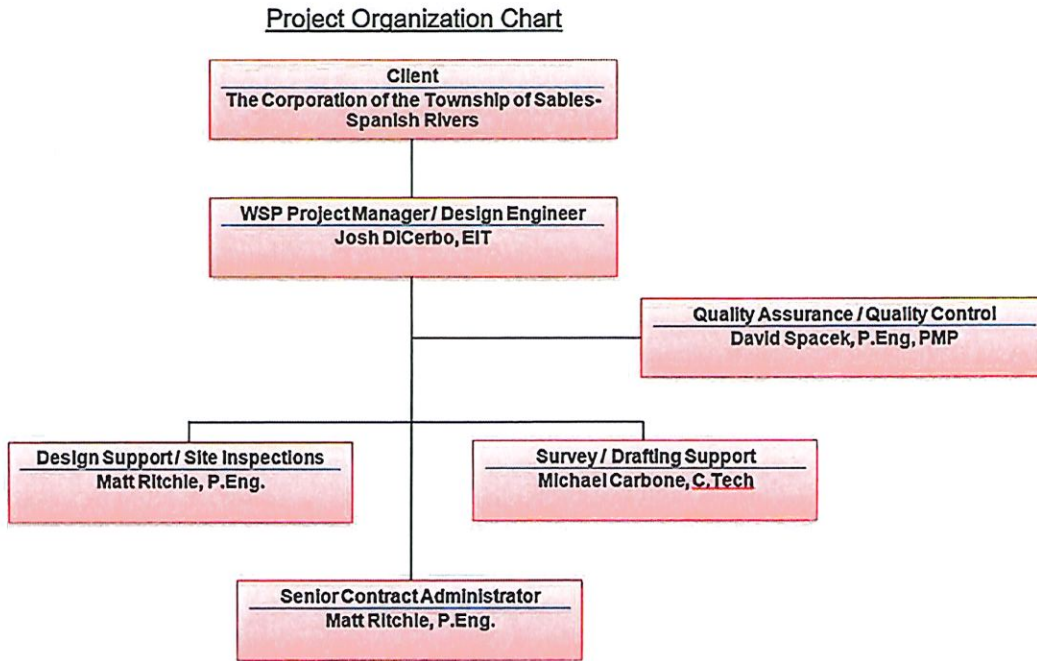 Project Organization Chart
Client
The Corporation of the Township of Sables-
Spanish Rivers
WSP Project Manager / Design Engineer
Josh DiCerbo, EIT
Quality Assurance / Quality Control
David Spacek, P.Eng, PMP
Design Support / Site Inspections
Matt Ritchie, P.Eng.
Survey / Drafting Support
Michael Carbone, C.Tech
Senior Contract Administrator
Matt Ritchie, P.Eng.